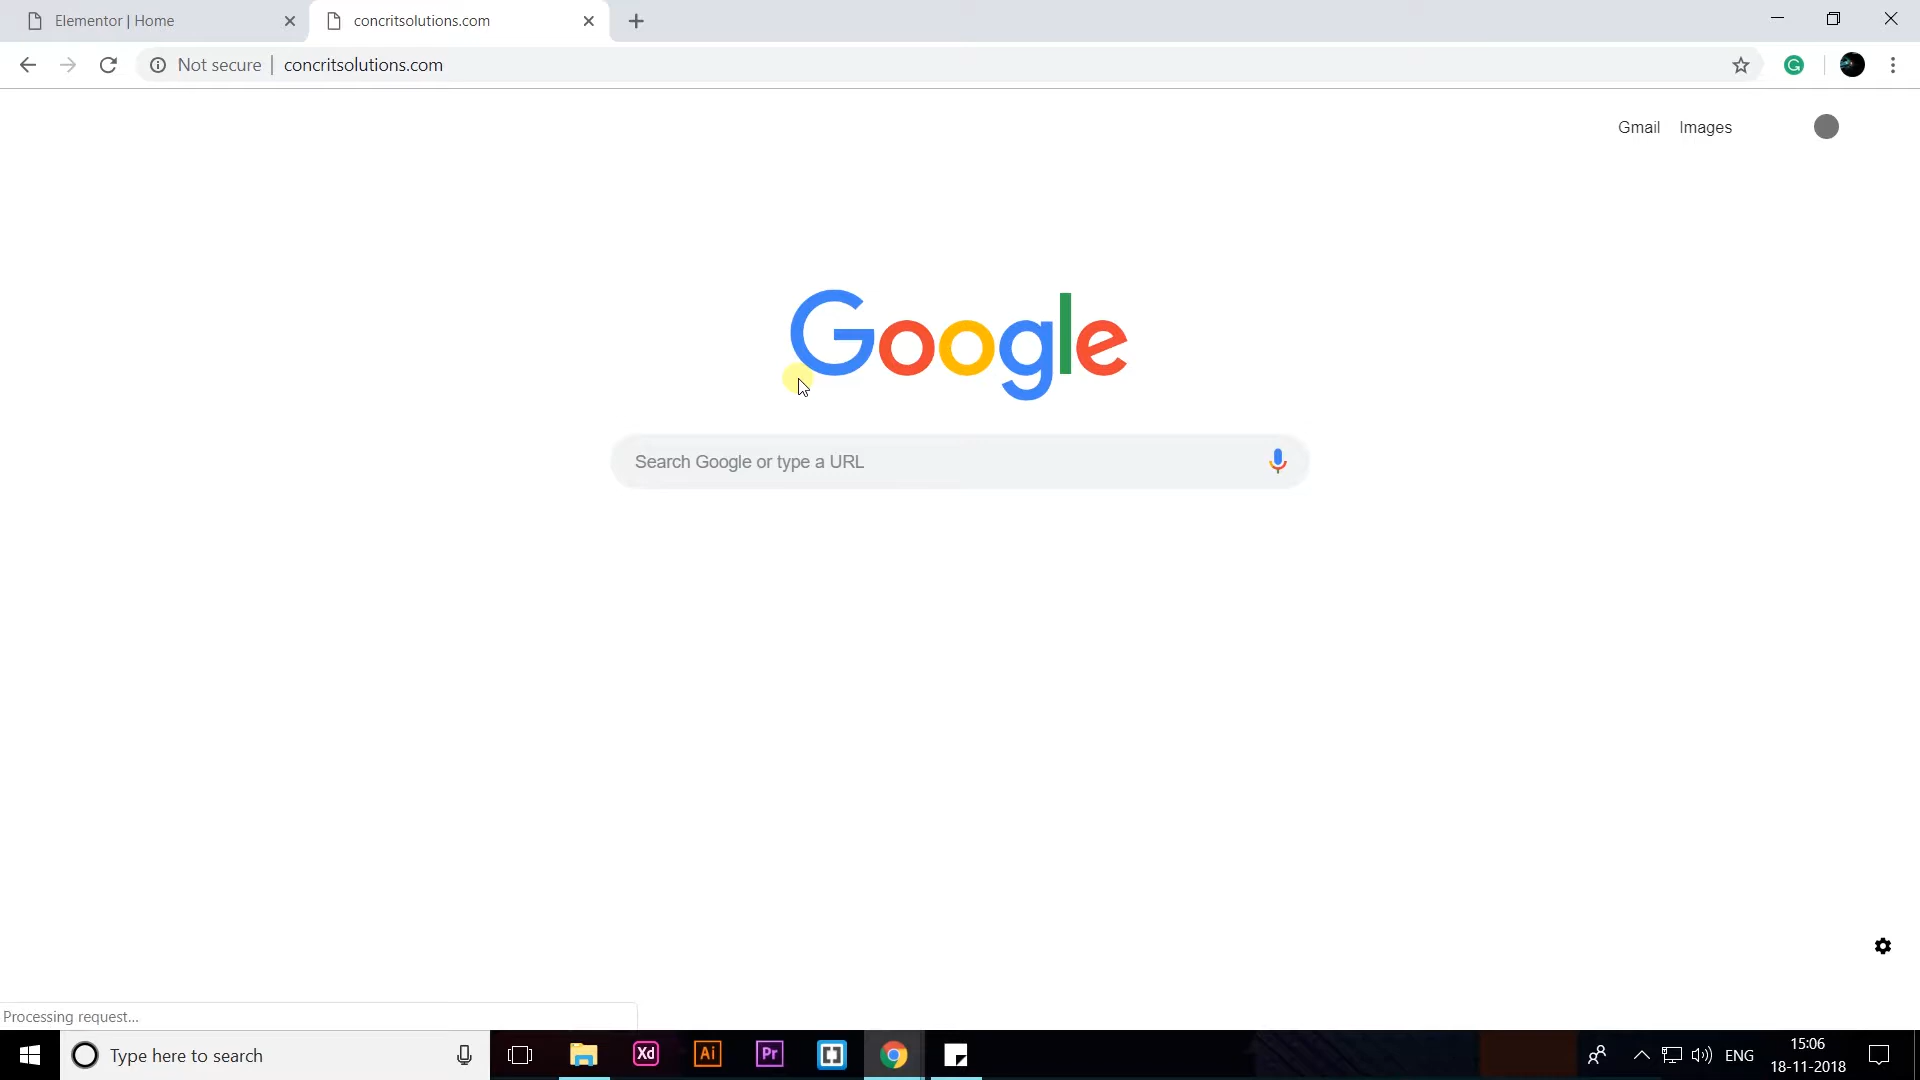 Elementor | Home
concritsolutions.com
Not secure | concritsolutions.com
Gmail Images
Google
Search Google or type a URL
Processing request...
Type here to search
Xd
Ai
Pr
ENG
15:06
18-11-2018